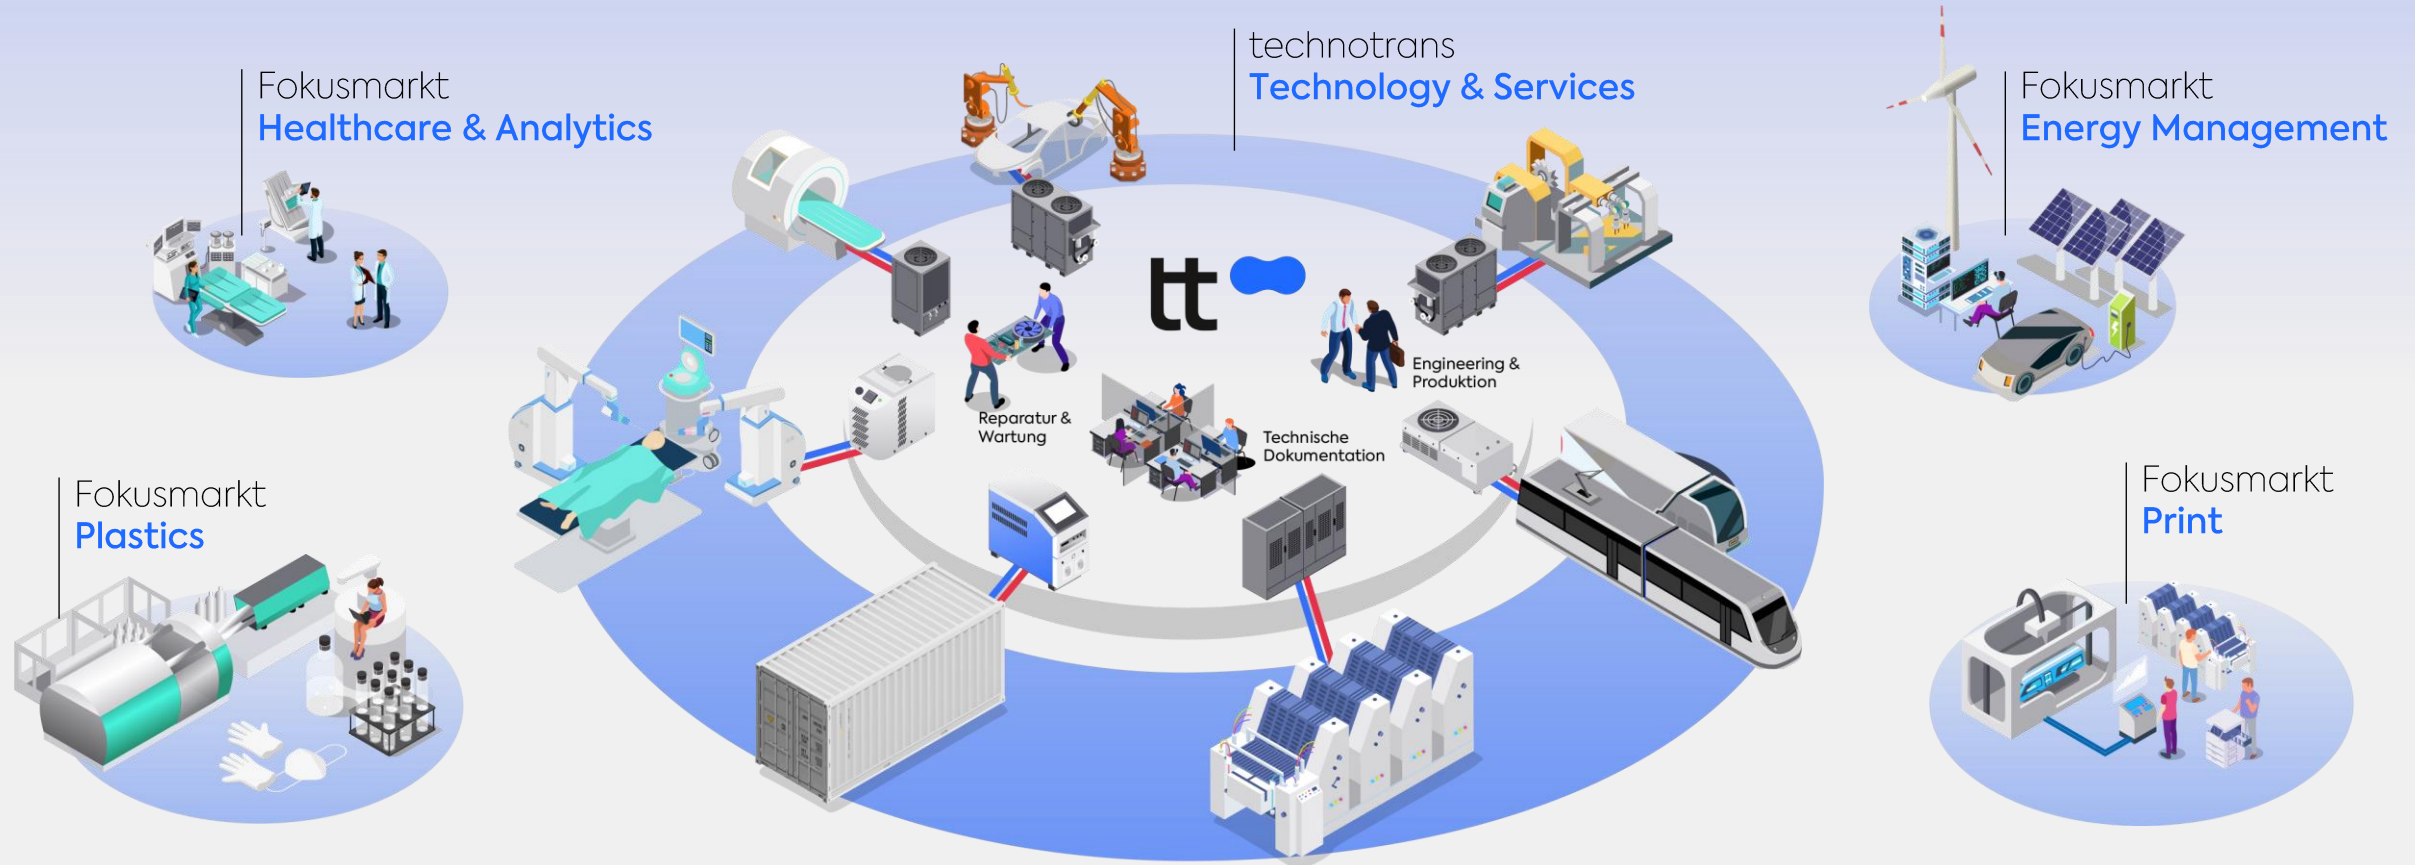 technotrans
Technology & Services
Fokusmarkt
Healthcare & Analytics
Fokusmarkt
Energy Management
tt
Engineering &
Produktion
Reparatur &
Wartung
Technische
Dokumentation
Fokusmarkt
Plastics
Fokusmarkt
Print